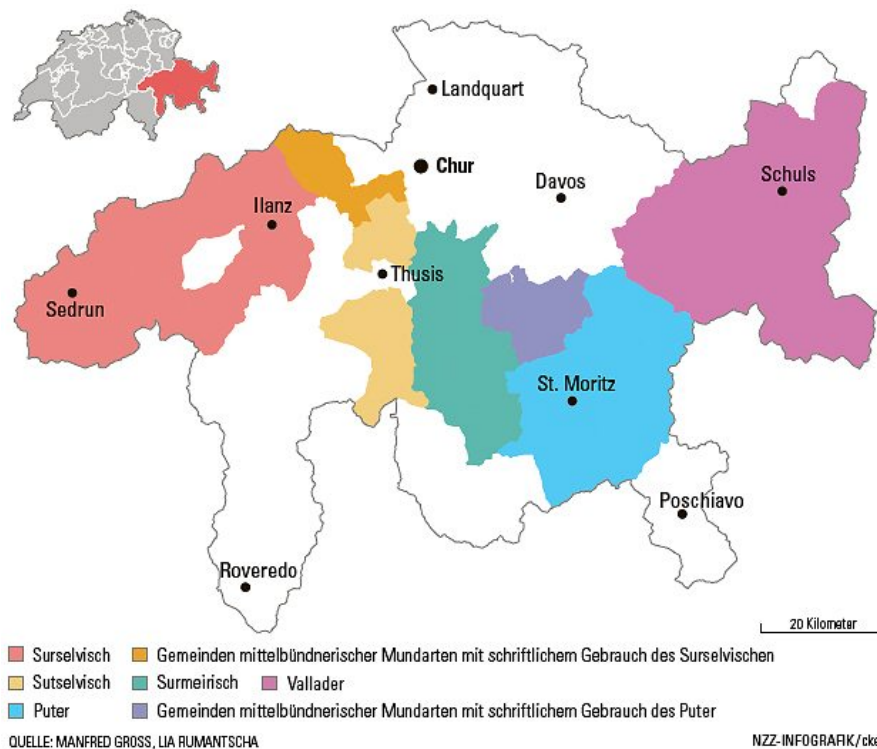 Landquart
Chur
Davos
Schuls
Ilanz
Thusis
Sedrun
St. Moritz
Poschiavo
Roveredo
20 Kilometer
Surselvisch
Gemeinden mittelbündnerischer Mundarten mit schriftlichem Gebrauch des Surselvischen
Sutselvisch
Surmeirisch
Vallader
Puter
Gemeinden mittelbündnerischer Mundarten mit schriftlichem Gebrauch des Puter
QUELLE: MANFRED GROSS, LIA RUMANTSCHA
NZZ-INFOGRAFIK/cke